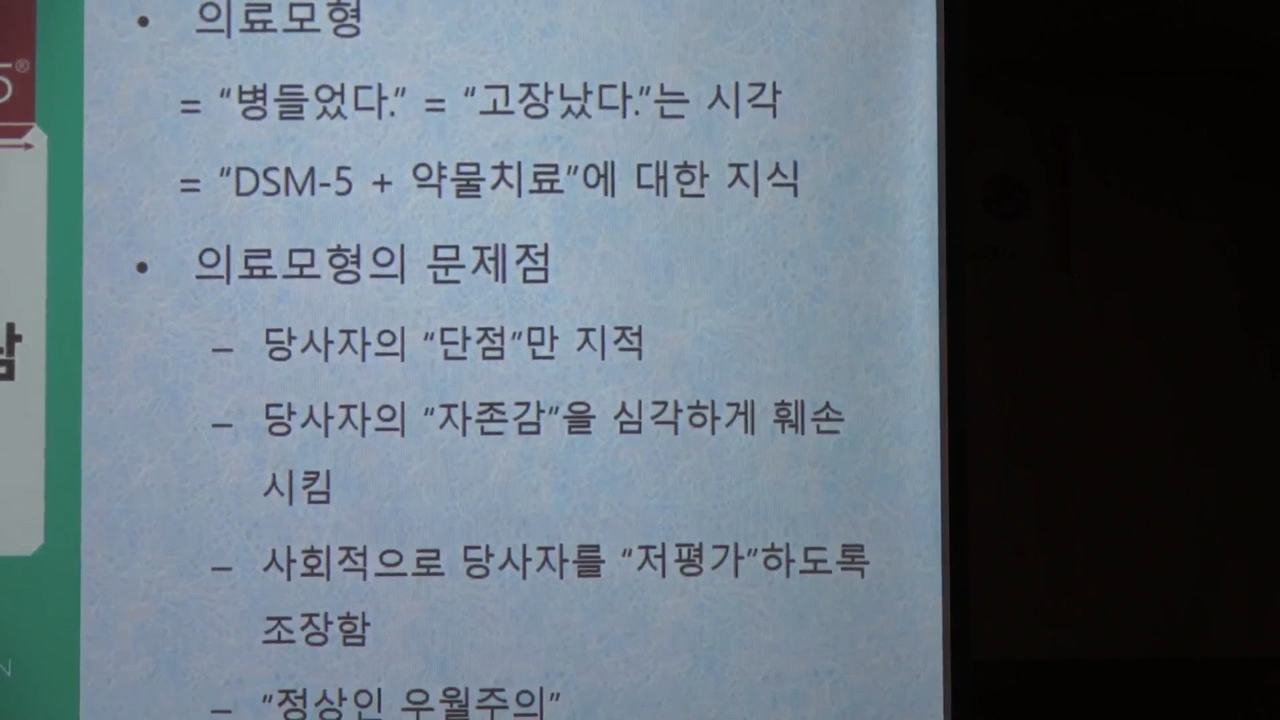 • 의료모형
= “병들었다.” = “고장났다.”는 시각
= “DSM-5 + 약물치료”에 대한 지식
• 의료모형의 문제점
– 당사자의 “단점”만 지적
– 당사자의 “자존감”을 심각하게 훼손
시킴
– 사회적으로 당사자를 “저평가”하도록
조장함
– “정상인 우월주의”
5®
N